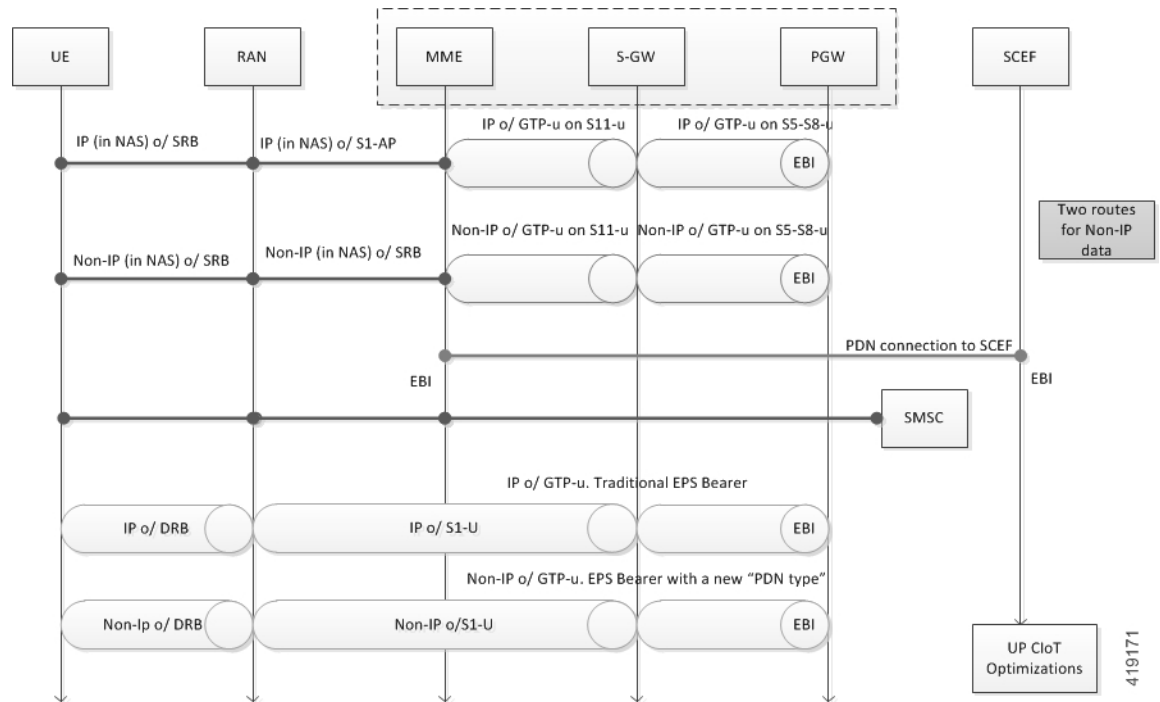 UE
RAN
MME
S-GW
PGW
SCEF
IP o/ GTP-u on S11-u
IP o/ GTP-u on S5-S8-u
IP (in NAS) o/ SRB
IP (in NAS) o/ S1-AP
EBI
Two routes
for Non-IP
data
Non-IP o/ GTP-u on S11-u
Non-IP o/ GTP-u on S5-S8-u
Non-IP (in NAS) o/ SRB
Non-IP (in NAS) o/ SRB
EBI
PDN connection to SCEF
EBI
EBI
SMSC
IP o/ GTP-u. Traditional EPS Bearer
IP o/ DRB
IP o/ S1-U
EBI
Non-IP o/ GTP-u. EPS Bearer with a new “PDN type”
Non-Ip o/ DRB
Non-IP o/S1-U
EBI
UP CIoT
Optimizations
419171